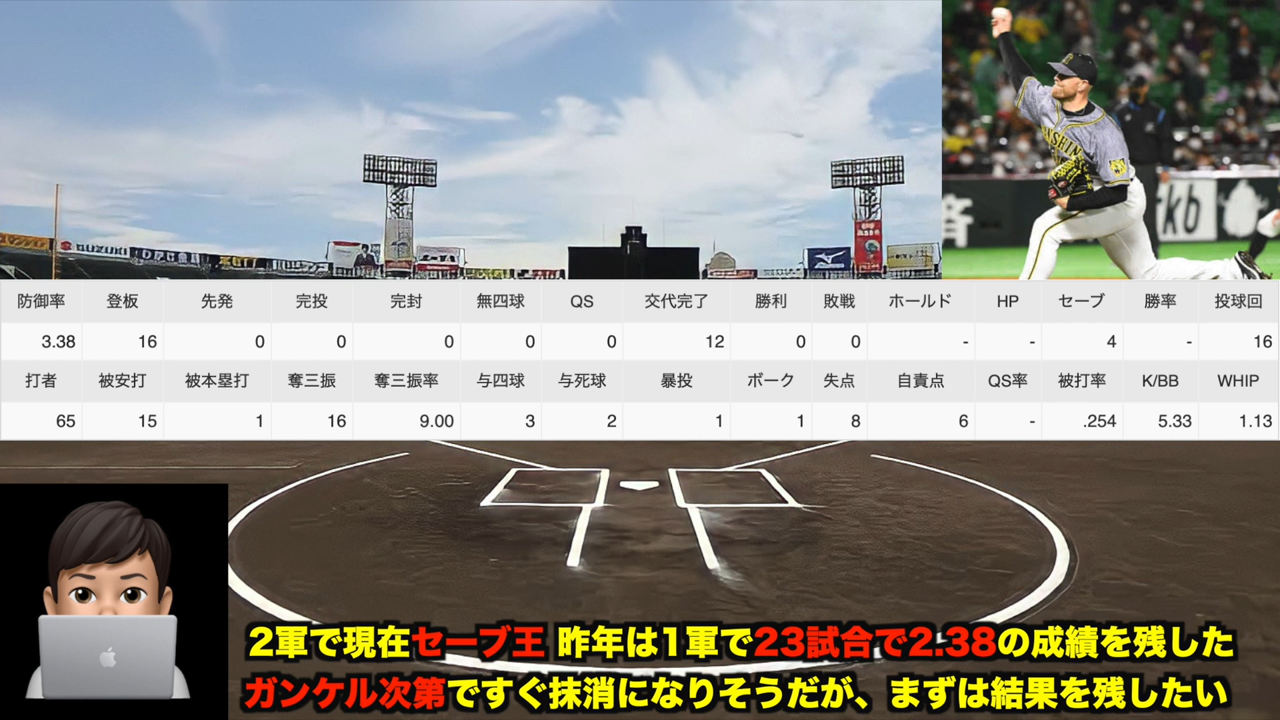 SUZUKI
MIZUNO
HANSHIN
kb
防御率 登板 先発 完投 完封 無四球 QS 交代完了 勝利 敗戦 ホールド HP セーブ 勝率 投球回
3.38 16 0 0 0 0 0 12 0 0 - - 4 - 16
打者 被安打 被本塁打 奪三振 奪三振率 与四球 与死球 暴投 ボーク 失点 自責点 QS率 被打率 K/BB WHIP
65 15 1 16 9.00 3 2 1 1 8 6 - .254 5.33 1.13
2軍で現在セーブ王 昨年は1軍で23試合で2.38の成績を残した
ガンケル次第ですぐ抹消になりそうだが、まずは結果を残したい